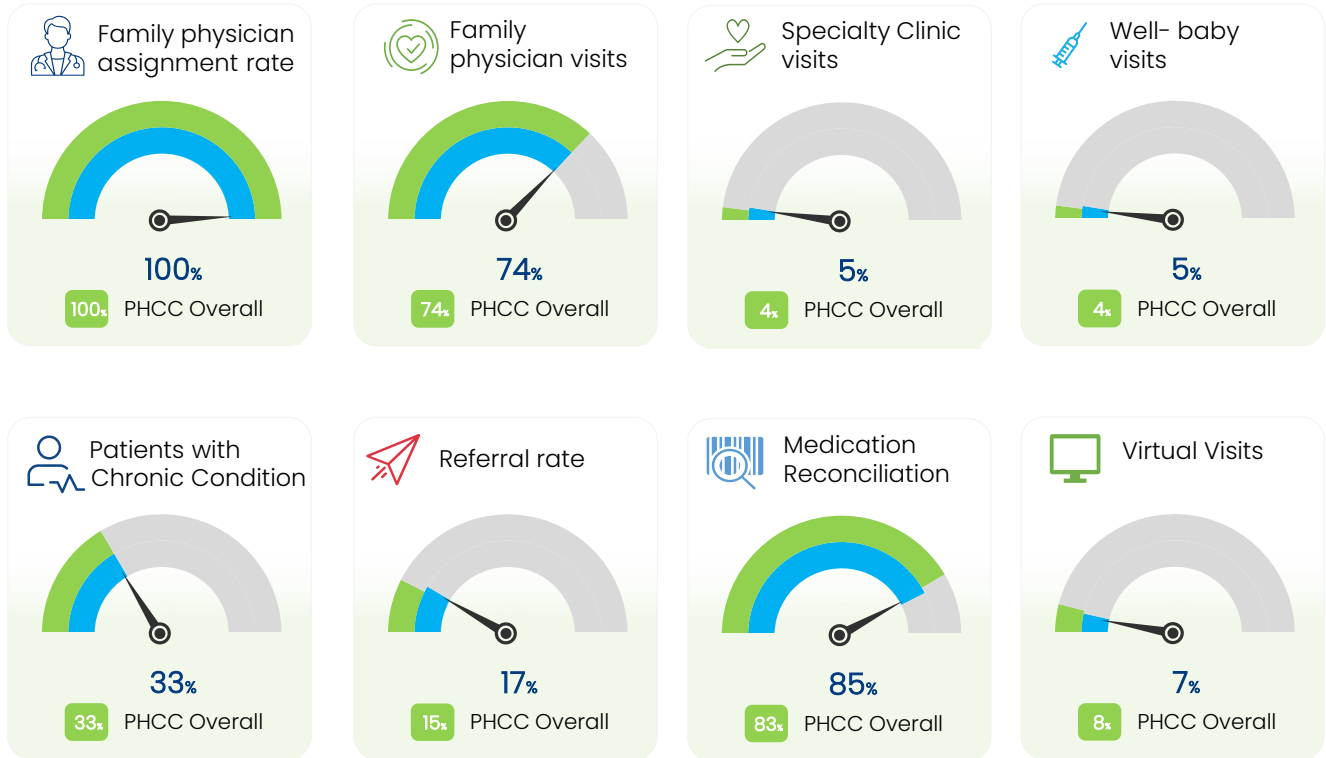 Family physician
assignment rate
100%
100% PHCC Overall
Family
physician visits
74%
74% PHCC Overall
Specialty Clinic
visits
5%
4% PHCC Overall
Well- baby
visits
5%
4% PHCC Overall
Patients with
Chronic Condition
33%
33% PHCC Overall
Referral rate
17%
15% PHCC Overall
Medication
Reconciliation
85%
83% PHCC Overall
Virtual Visits
7%
8% PHCC Overall